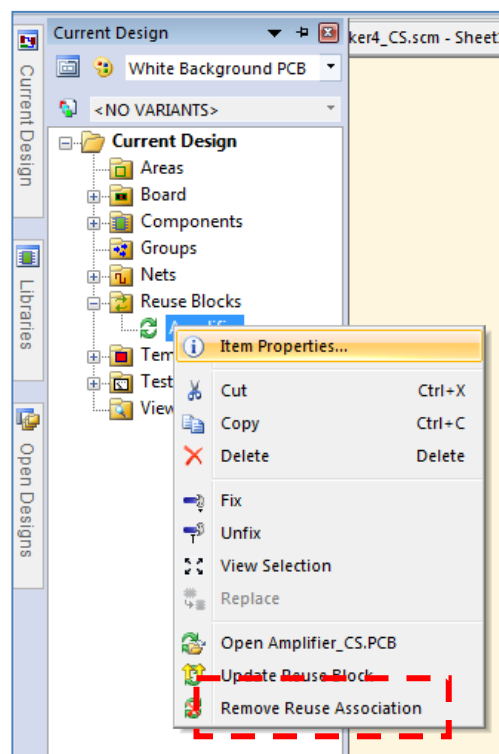 Current Design
ker4_CS.scm - Sheet
White Background PCB
<NO VARIANTS>
Current Design
Areas
Board
Components
Groups
Nets
Reuse Blocks
Tem
Test
View
Item Properties...
Cut Ctrl+X
Copy Ctrl+C
Delete Delete
Fix
Unfix
View Selection
Replace
Open Amplifier_CS.PCB
Update Reuse Block
Remove Reuse Association
Current Design
Libraries
Open Designs